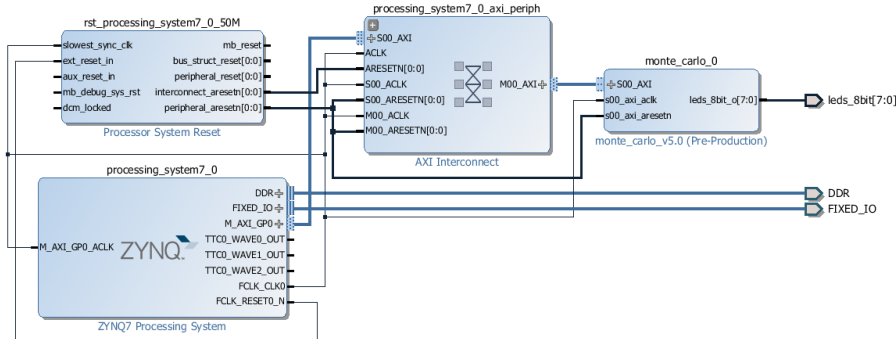 rst_processing_system7_0_50M
slowest_sync_clk
ext_reset_in
aux_reset_in
mb_debug_sys_rst
dcm_locked
mb_reset
bus_struct_reset[0:0]
peripheral_reset[0:0]
interconnect_aresetn[0:0]
peripheral_aresetn[0:0]
Processor System Reset
processing_system7_0_axi_periph
S00_AXI
ACLK
ARESETN[0:0]
S00_ACLK
S00_ARESETN[0:0]
M00_ACLK
M00_ARESETN[0:0]
M00_AXI
AXI Interconnect
monte_carlo_0
S00_AXI
s00_axi_aclk
s00_axi_aresetn
leds_8bit_o[7:0]
monte_carlo_v5.0 (Pre-Production)
leds_8bit[7:0]
processing_system7_0
M_AXI_GP0_ACLK
ZYNQ
DDR
FIXED_IO
M_AXI_GP0
TTC0_WAVE0_OUT
TTC0_WAVE1_OUT
TTC0_WAVE2_OUT
FCLK_CLK0
FCLK_RESET0_N
ZYNQ7 Processing System
DDR
FIXED_IO